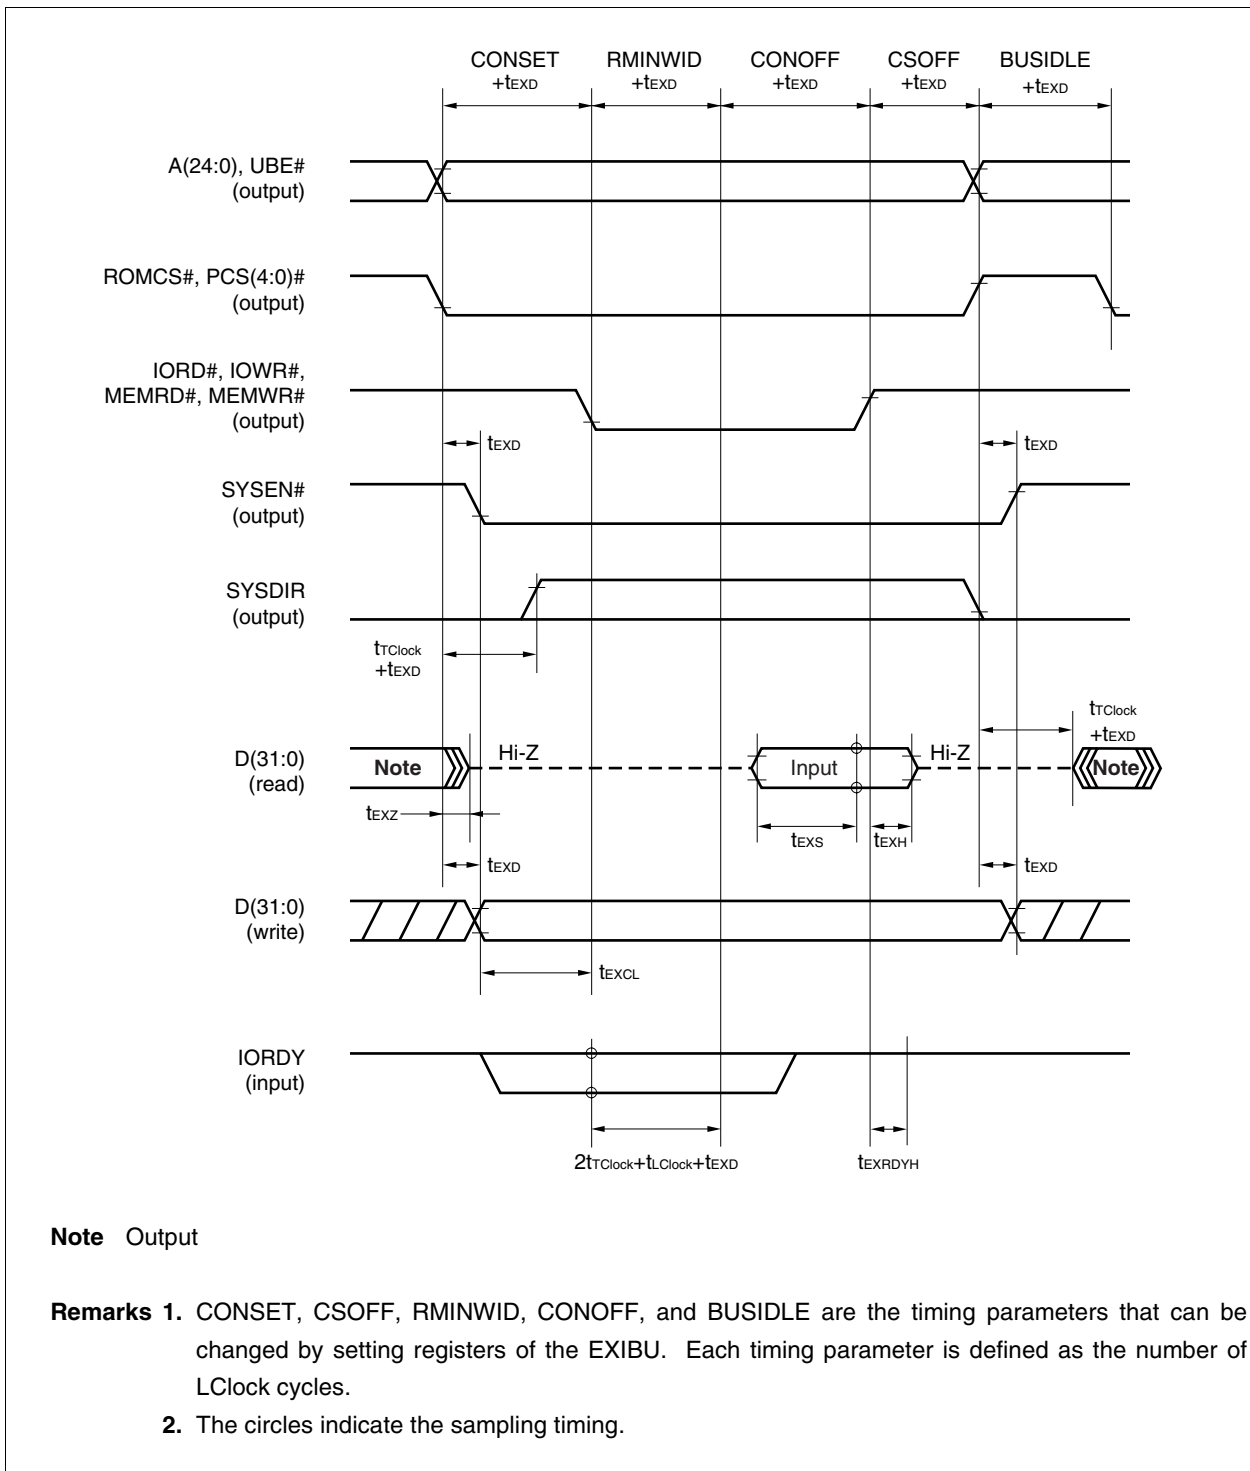 CONSET RMINWID CONOFF CSOFF BUSIDLE
+tEXD +tEXD +tEXD +tEXD +tEXD
A(24:0), UBE#
(output)
ROMCS#, PCS(4:0)#
(output)
IORD#, IOWR#,
MEMRD#, MEMWR#
(output)
tEXD tEXD
SYSEN#
(output)
SYSDIR
(output)
tTClock
+tEXD
tTClock
+tEXD
D(31:0)
(read)
Note Hi-Z Input Hi-Z Note
tEXZ tEXS tEXH
tEXD tEXD
D(31:0)
(write)
tEXCL
IORDY
(input)
2tTClock+tLClock+tEXD tEXRDYH
Note Output
Remarks 1. CONSET, CSOFF, RMINWID, CONOFF, and BUSIDLE are the timing parameters that can be
changed by setting registers of the EXIBU. Each timing parameter is defined as the number of
LClock cycles.
2. The circles indicate the sampling timing.